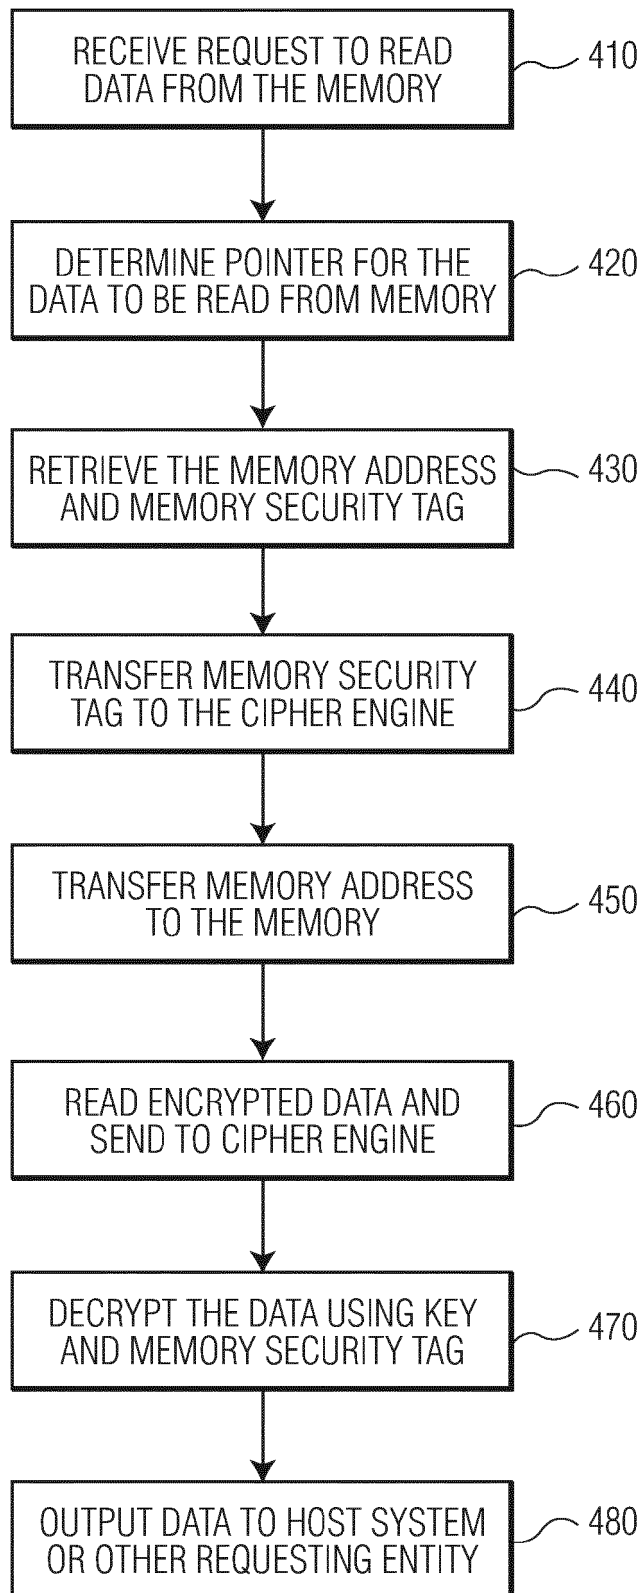 RECEIVE REQUEST TO READ
DATA FROM THE MEMORY
410
DETERMINE POINTER FOR THE
DATA TO BE READ FROM MEMORY
420
RETRIEVE THE MEMORY ADDRESS
AND MEMORY SECURITY TAG
430
TRANSFER MEMORY SECURITY
TAG TO THE CIPHER ENGINE
440
TRANSFER MEMORY ADDRESS
TO THE MEMORY
450
READ ENCRYPTED DATA AND
SEND TO CIPHER ENGINE
460
DECRYPT THE DATA USING KEY
AND MEMORY SECURITY TAG
470
OUTPUT DATA TO HOST SYSTEM
OR OTHER REQUESTING ENTITY
480